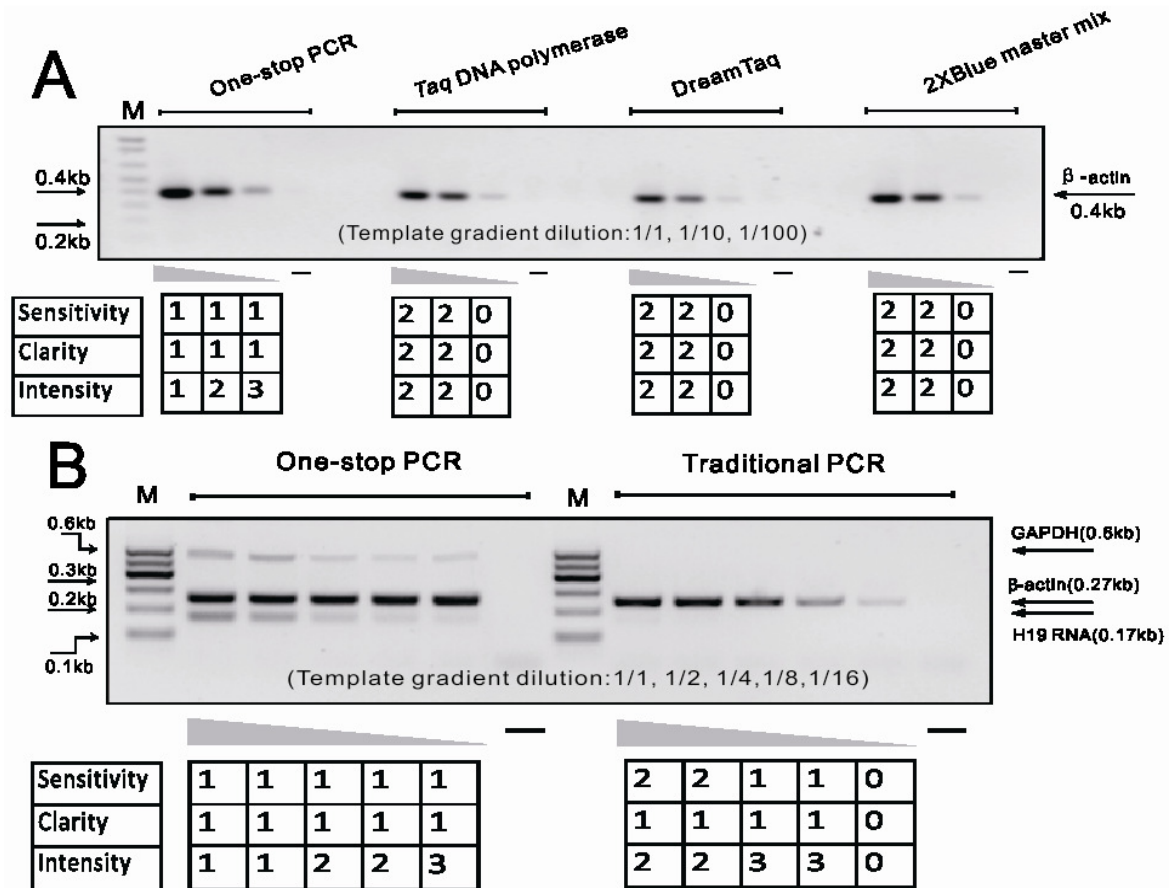 A
One-stop PCR
Taq DNA polymerase
DreamTaq
2XBlue master mix
M
0.4kb
0.2kb
β-actin
0.4kb
(Template gradient dilution:1/1, 1/10, 1/100)
Sensitivity 1 1 1 2 2 0 2 2 0 2 2 0
Clarity 1 1 1 2 2 0 2 2 0 2 2 0
Intensity 1 2 3 2 2 0 2 2 0 2 2 0
B
One-stop PCR
Traditional PCR
M
M
0.6kb
0.3kb
0.2kb
0.1kb
GAPDH(0.6kb)
β-actin(0.27kb)
H19 RNA(0.17kb)
(Template gradient dilution:1/1, 1/2, 1/4,1/8,1/16)
Sensitivity 1 1 1 1 1 2 2 1 1 0
Clarity 1 1 1 1 1 1 1 1 1 0
Intensity 1 1 2 2 3 2 2 3 3 0